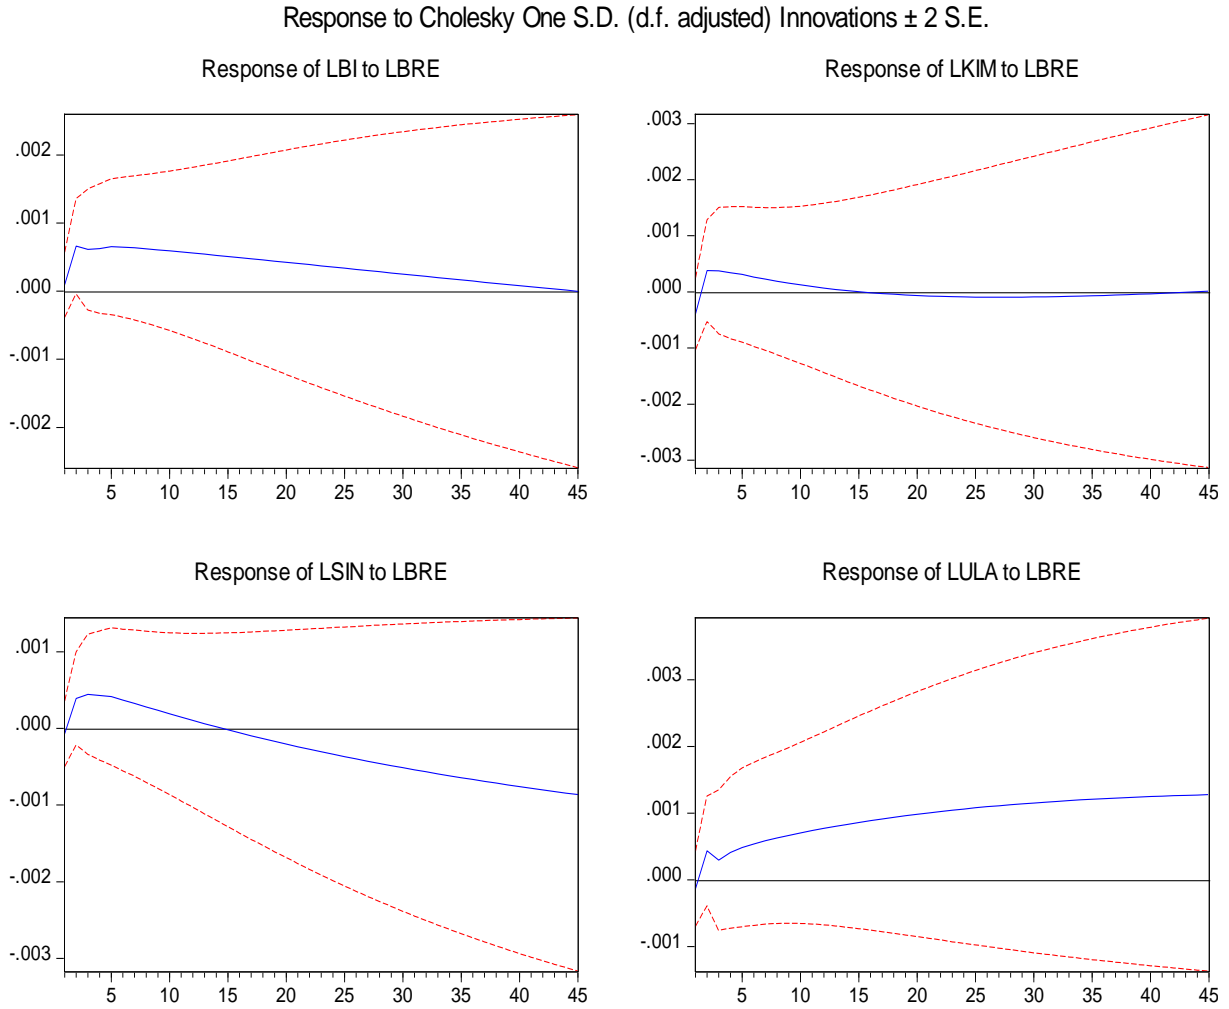 Response to Cholesky One S.D. (d.f. adjusted) Innovations ± 2 S.E.
Response of LBI to LBRE
.002
.001
.000
-.001
-.002
5 10 15 20 25 30 35 40 45
Response of LKIM to LBRE
.003
.002
.001
.000
-.001
-.002
-.003
5 10 15 20 25 30 35 40 45
Response of LSIN to LBRE
.001
.000
-.001
-.002
-.003
5 10 15 20 25 30 35 40 45
Response of LULA to LBRE
.003
.002
.001
.000
-.001
5 10 15 20 25 30 35 40 45